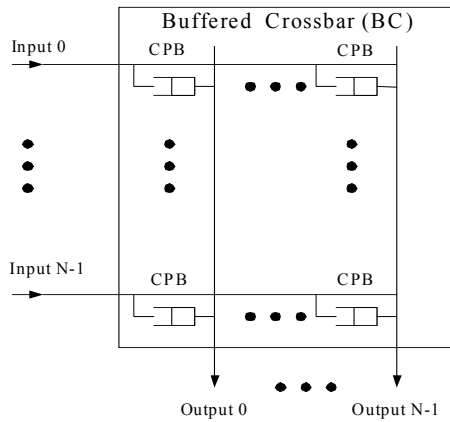 Buffered Crossbar (BC)
Input 0
CPB
CPB
Input N-1
CPB
CPB
Output 0
Output N-1